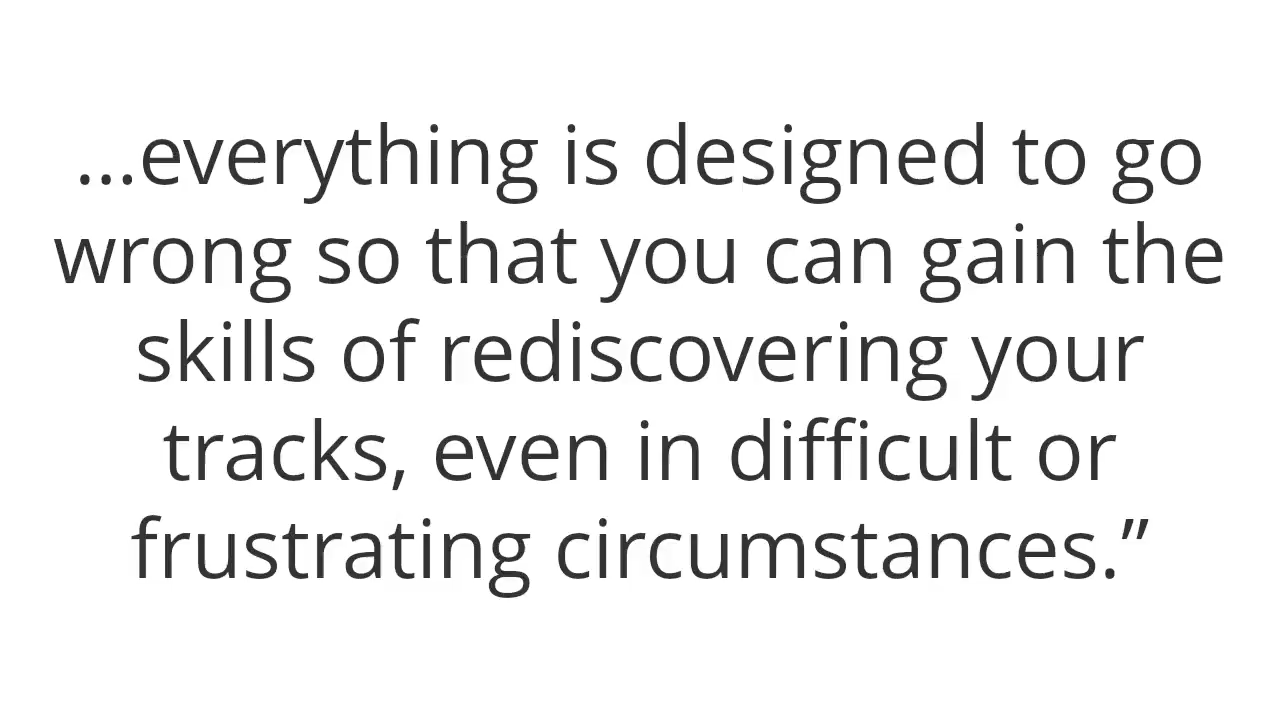 ...everything is designed to go
wrong so that you can gain the
skills of rediscovering your
tracks, even in difficult or
frustrating circumstances.”